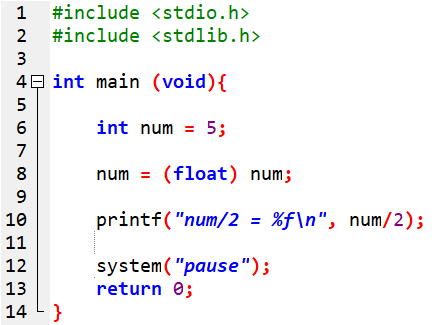 1 #include <stdio.h>
2 #include <stdlib.h>
3
4 int main (void){
5
6 int num = 5;
7
8 num = (float) num;
9
10 printf("num/2 = %f\n", num/2);
11
12 system("pause");
13 return 0;
14 }